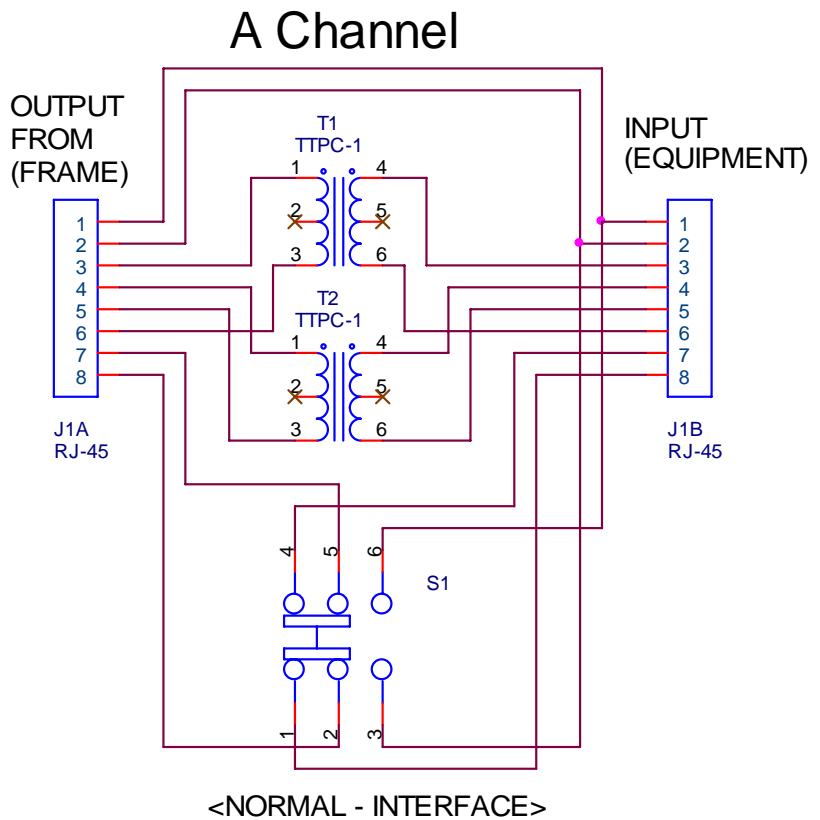 A Channel
OUTPUT
FROM
(FRAME)
INPUT
(EQUIPMENT)
T1
TTPC-1
1
2
3
4
5
6
T2
TTPC-1
1
2
3
4
5
6
1
2
3
4
5
6
7
8
J1A
RJ-45
1
2
3
4
5
6
7
8
J1B
RJ-45
4
5
6
S1
1
2
3
<NORMAL - INTERFACE>